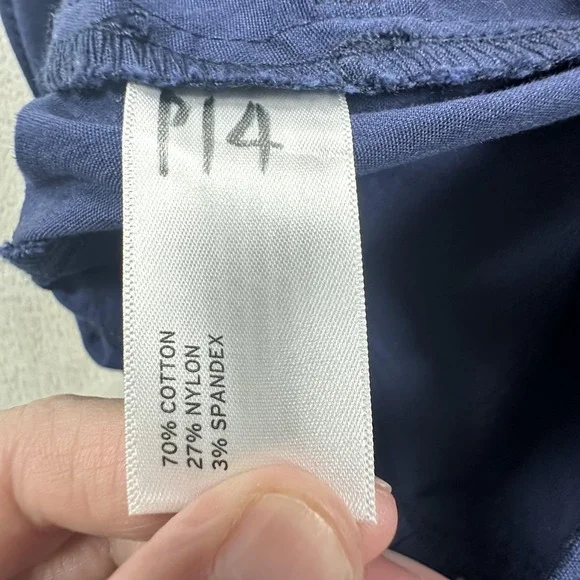 P14
70% COTTON
27% NYLON
3% SPANDEX